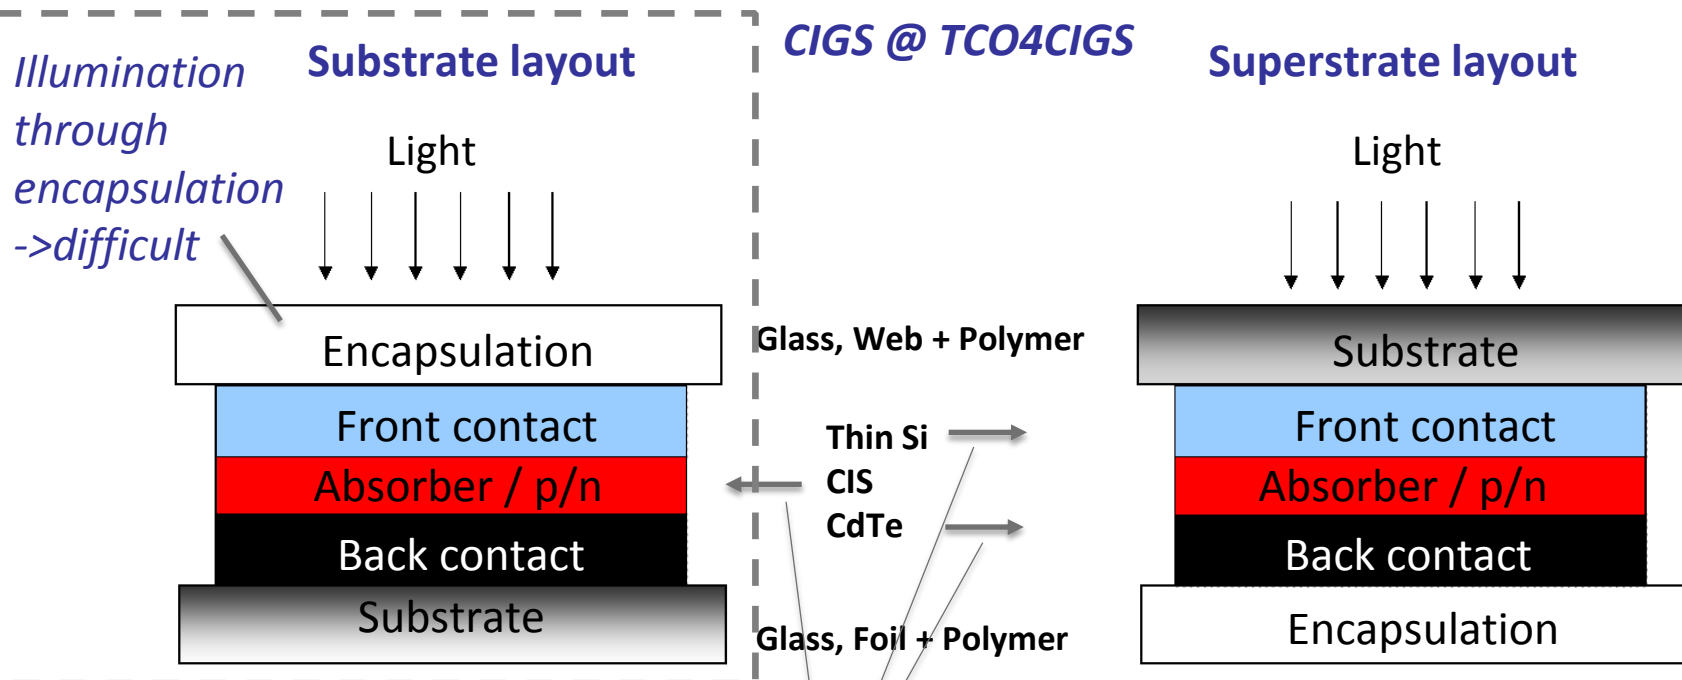 CIGS @ TCO4CIGS
Illumination
through
encapsulation
->difficult
Substrate layout
Light
Encapsulation
Front contact
Absorber / p/n
Back contact
Substrate
Glass, Web + Polymer
Thin Si
CIS
CdTe
Glass, Foil + Polymer
Superstrate layout
Light
Substrate
Front contact
Absorber / p/n
Back contact
Encapsulation